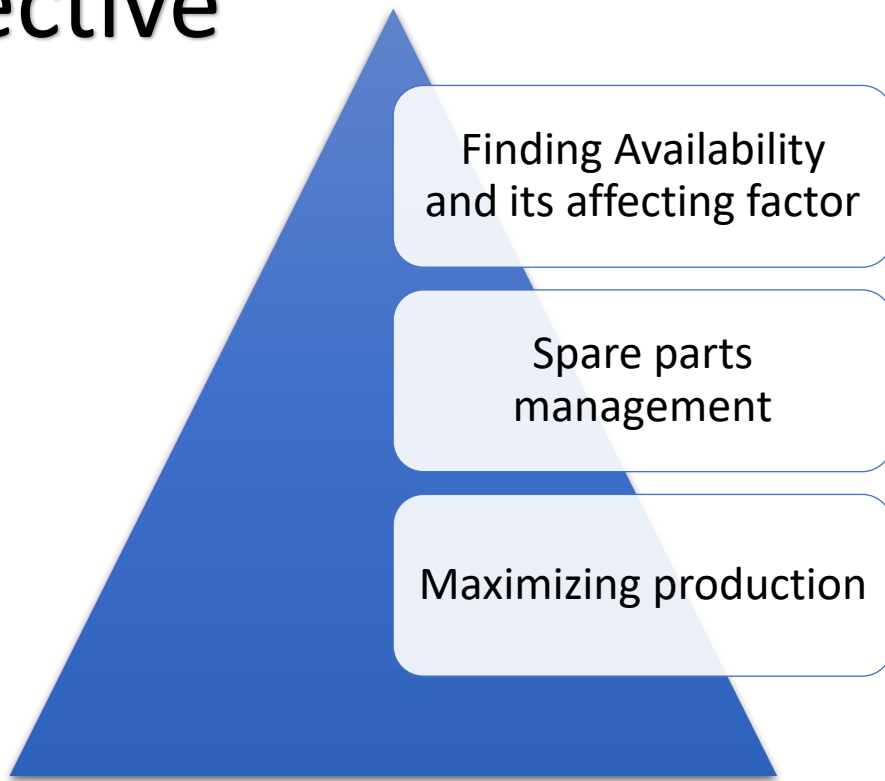 ective
Finding Availability
and its affecting factor
Spare parts
management
Maximizing production